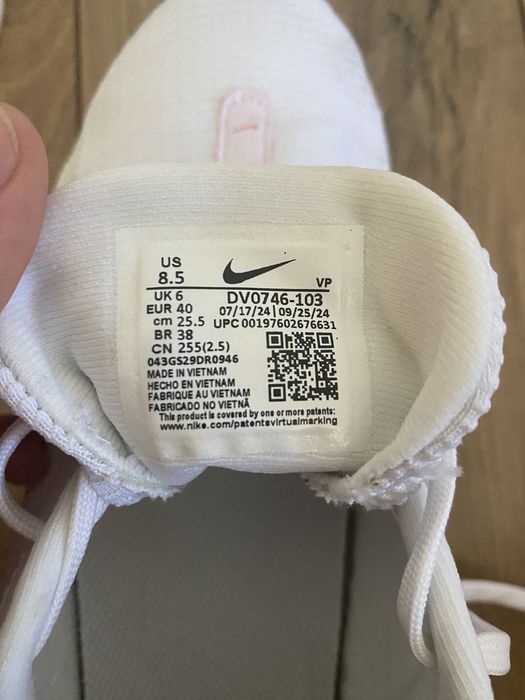 US
8.5
VP
UK 6
EUR 40
cm 25.5
BR 38
CN 255(2.5)
DV0746-103
07/17/24 | 09/25/24
UPC 00197602676631
043GS29DR0946
MADE IN VIETNAM
HECHO EN VIETNAM
FABRIQUE AU VIETNAM
FABRICADO NO VIETNÃ
This product is covered by one or more patents:
www.nike.com/patentsvirtualmarking